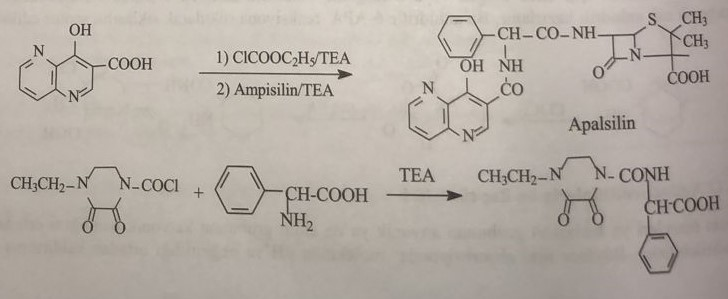 OH
N
COOH
N
1) ClCOOC₂H₅/TEA
2) Ampisilin/TEA
CH–CO–NH
S
CH₃
CH₃
N
O
COOH
OH
NH
CO
N
N
Apalsilin
CH₃CH₂–N
N–COCl
O
O
+
CH–COOH
NH₂
TEA
CH₃CH₂–N
N–CONH
O
O
CH·COOH